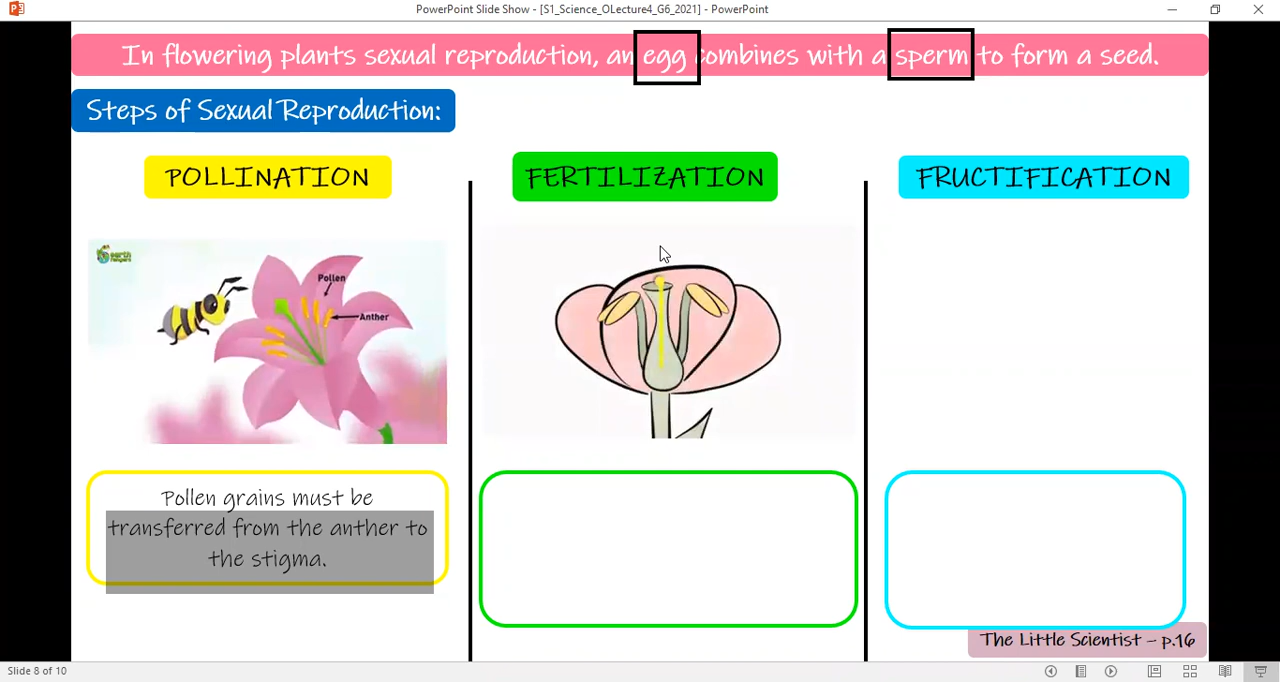 PowerPoint Slide Show - [S1_Science_OLecture4_G6_2021] - PowerPoint
In flowering plants sexual reproduction, an egg combines with a sperm to form a seed.
Steps of Sexual Reproduction:
POLLINATION
FERTILIZATION
FRUCTIFICATION
earth
Pollen
Anther
Pollen grains must be
transferred from the anther to
the stigma.
The Little Scientist – p.16
Slide 8 of 10